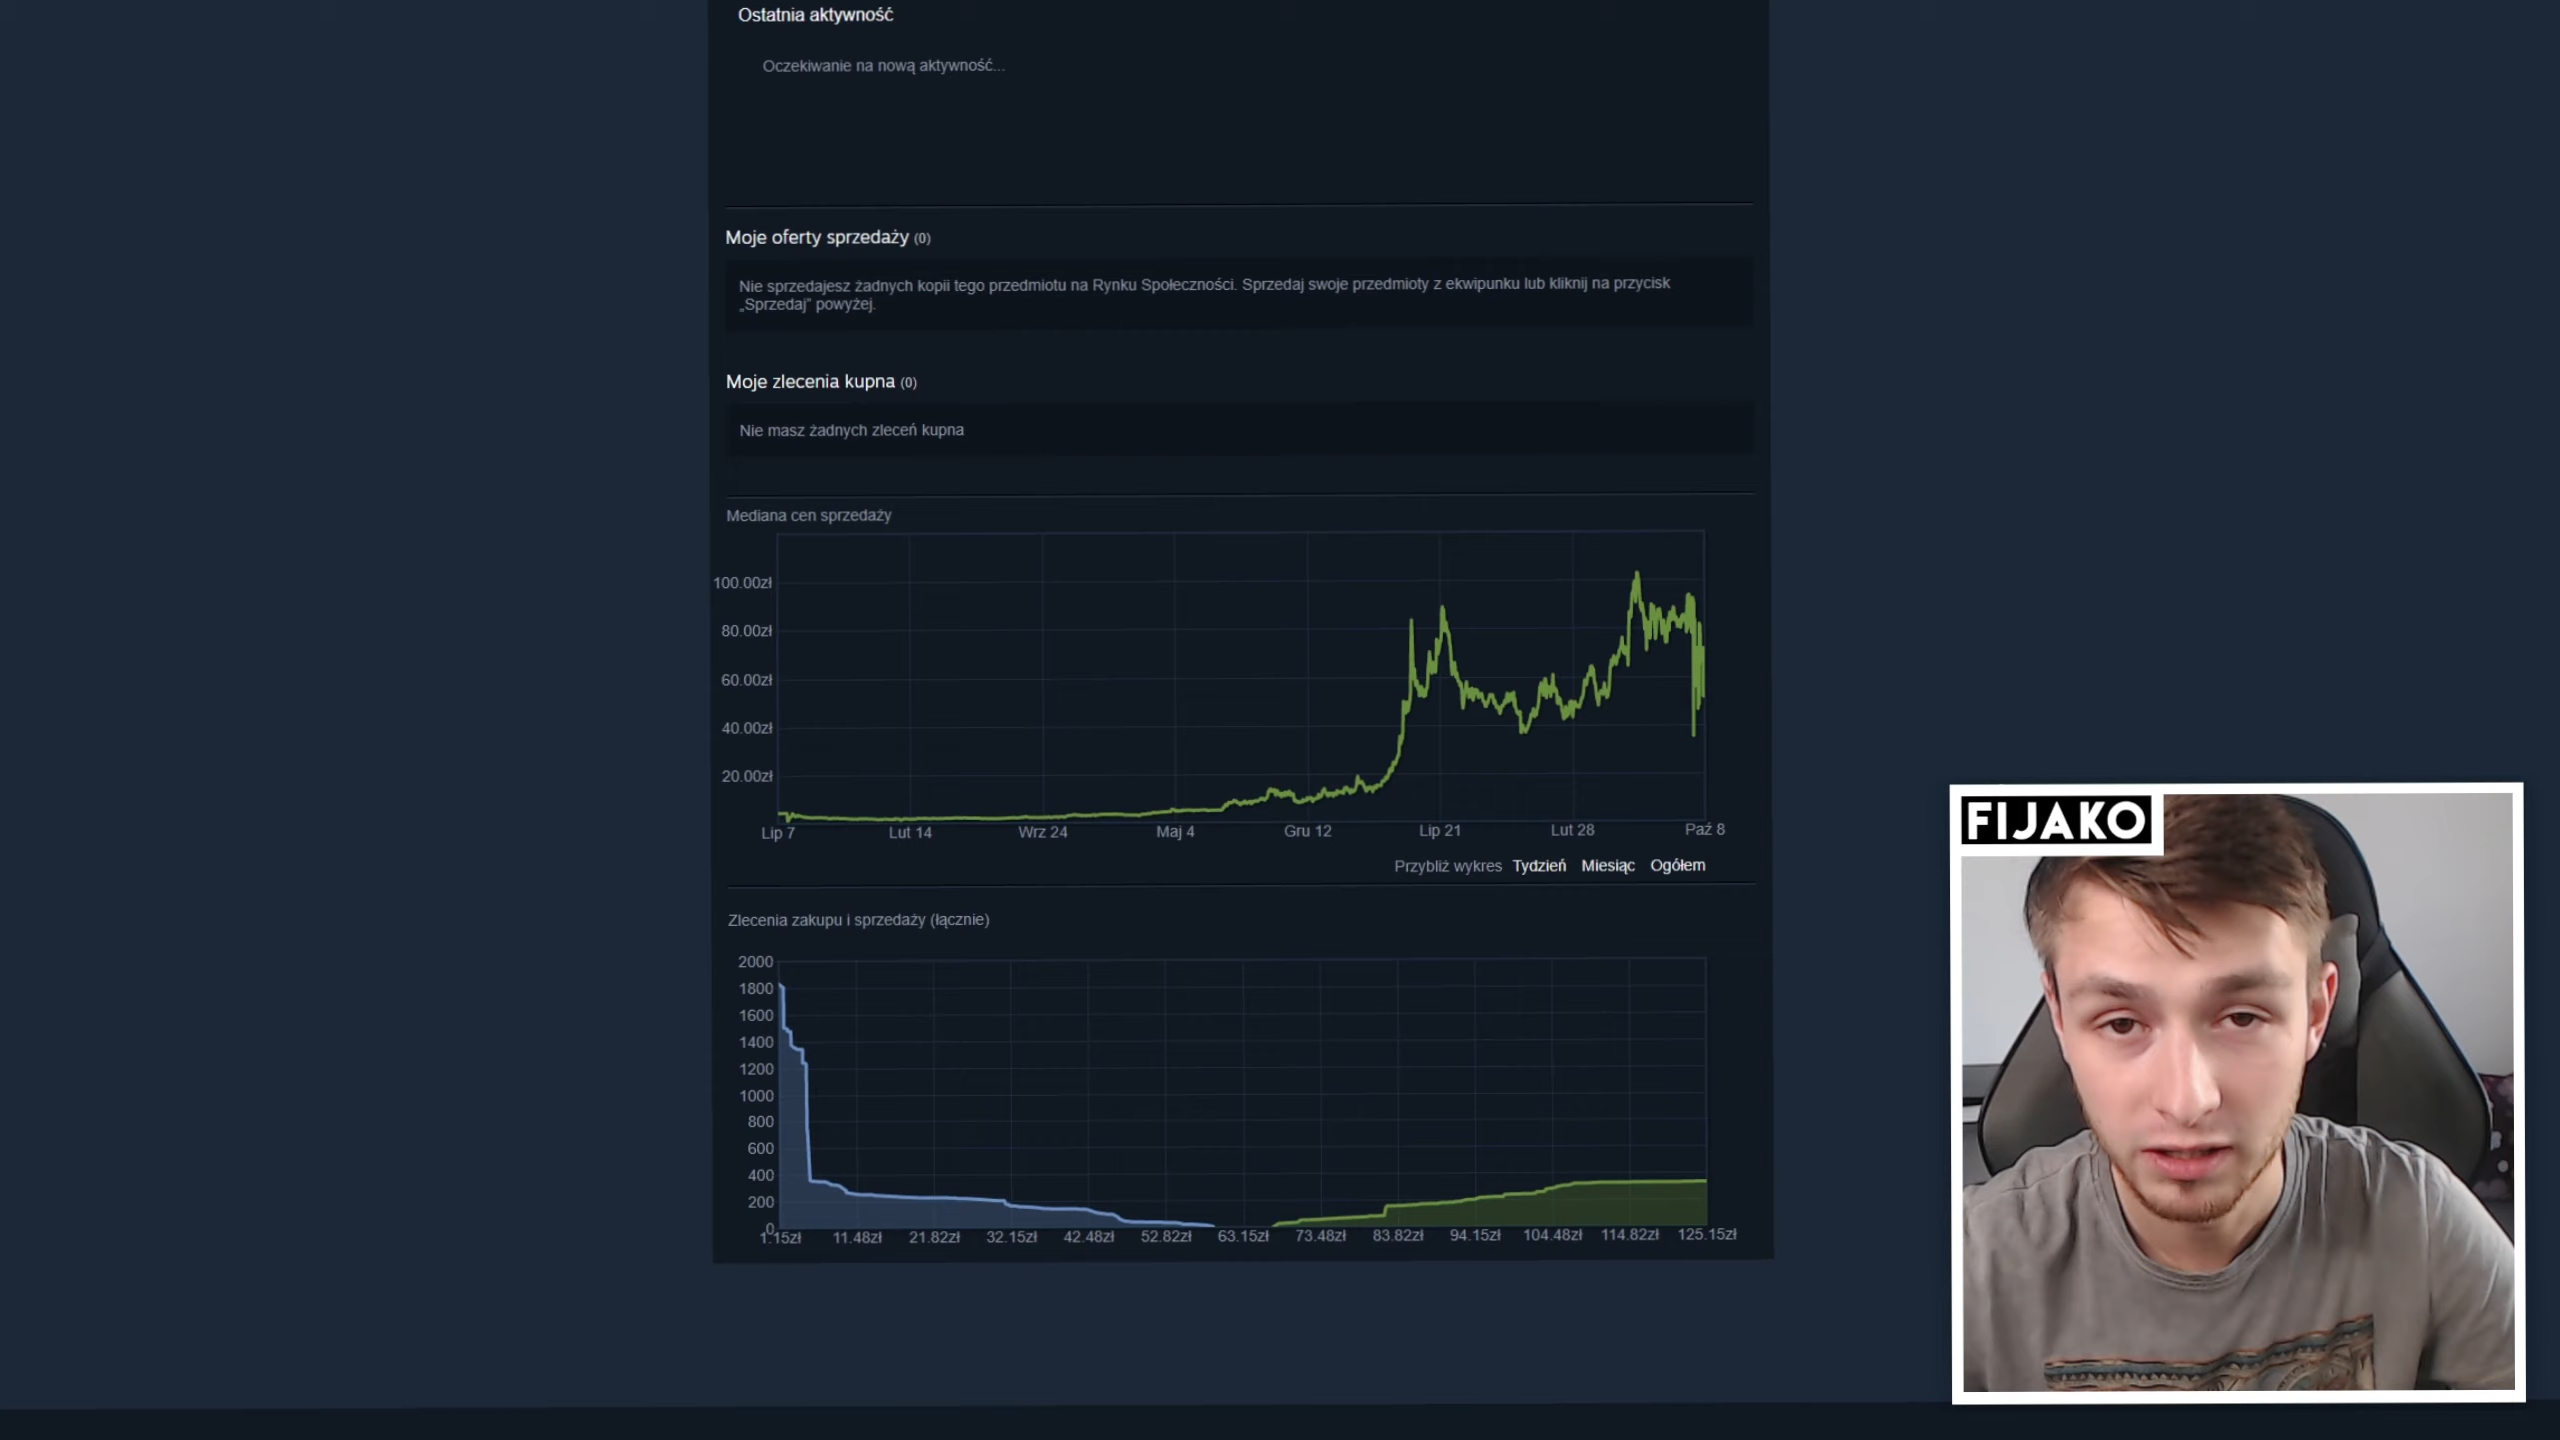 Ostatnia aktywność
Oczekiwanie na nową aktywność...
Moje oferty sprzedaży (0)
Nie sprzedajesz żadnych kopii tego przedmiotu na Rynku Społeczności. Sprzedaj swoje przedmioty z ekwipunku lub kliknij na przycisk
„Sprzedaj” powyżej.
Moje zlecenia kupna (0)
Nie masz żadnych zleceń kupna
Mediana cen sprzedaży
100.00zł
80.00zł
60.00zł
40.00zł
20.00zł
Lip 7 Lut 14 Wrz 24 Maj 4 Gru 12 Lip 21 Lut 28 Paź 8
Przybliż wykres Tydzień Miesiąc Ogółem
Zlecenia zakupu i sprzedaży (łącznie)
2000
1800
1600
1400
1200
1000
800
600
400
200
0
1.15zł 11.48zł 21.82zł 32.15zł 42.48zł 52.82zł 63.15zł 73.48zł 83.82zł 94.15zł 104.48zł 114.82zł 125.15zł
FIJAKO